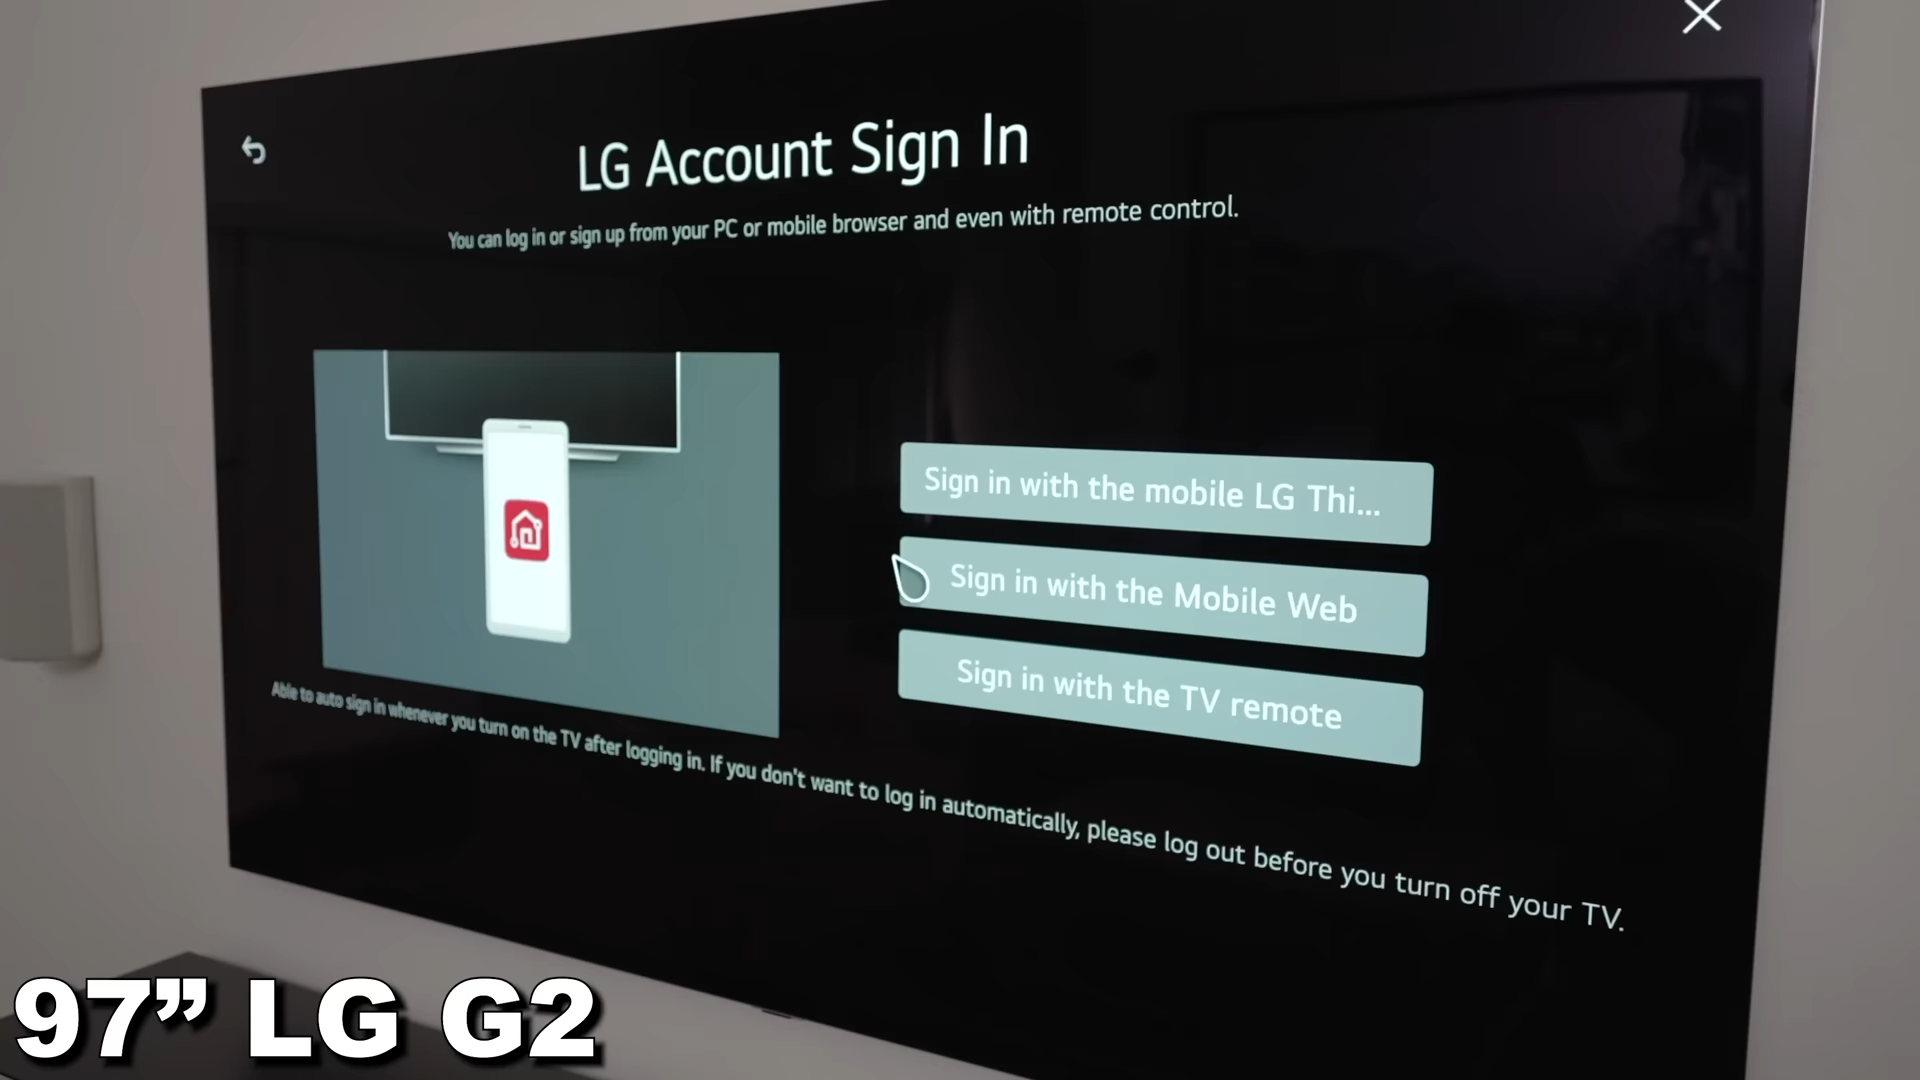 LG Account Sign In
You can log in or sign up from your PC or mobile browser and even with remote control.
Sign in with the mobile LG Thi...
Sign in with the Mobile Web
Sign in with the TV remote
Able to auto sign in whenever you turn on the TV after logging in. If you don't want to log in automatically, please log out before you turn off your TV.
97” LG G2